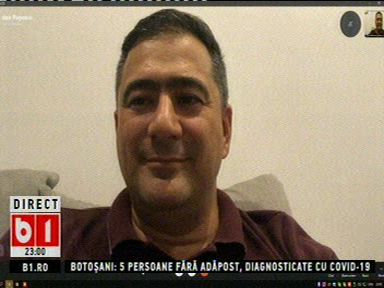 DIRECT
b1
23:00
B1.RO
BOTOȘANI: 5 PERSOANE FĂRĂ ADĂPOST, DIAGNOSTICATE CU COVID-19